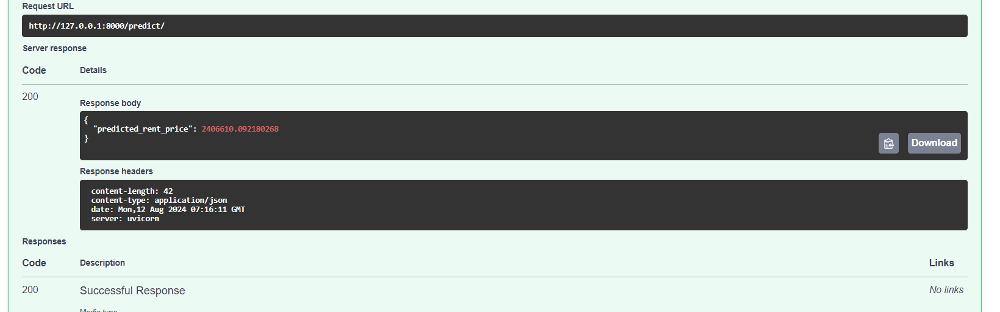 Request URL
http://127.0.0.1:8000/predict/
Server response
Code Details
200
Response body
{
"predicted_rent_price": 2406610.092180268
}
Download
Response headers
content-length: 42
content-type: application/json
date: Mon,12 Aug 2024 07:16:11 GMT
server: uvicorn
Responses
Code Description Links
200 Successful Response No links
Media type